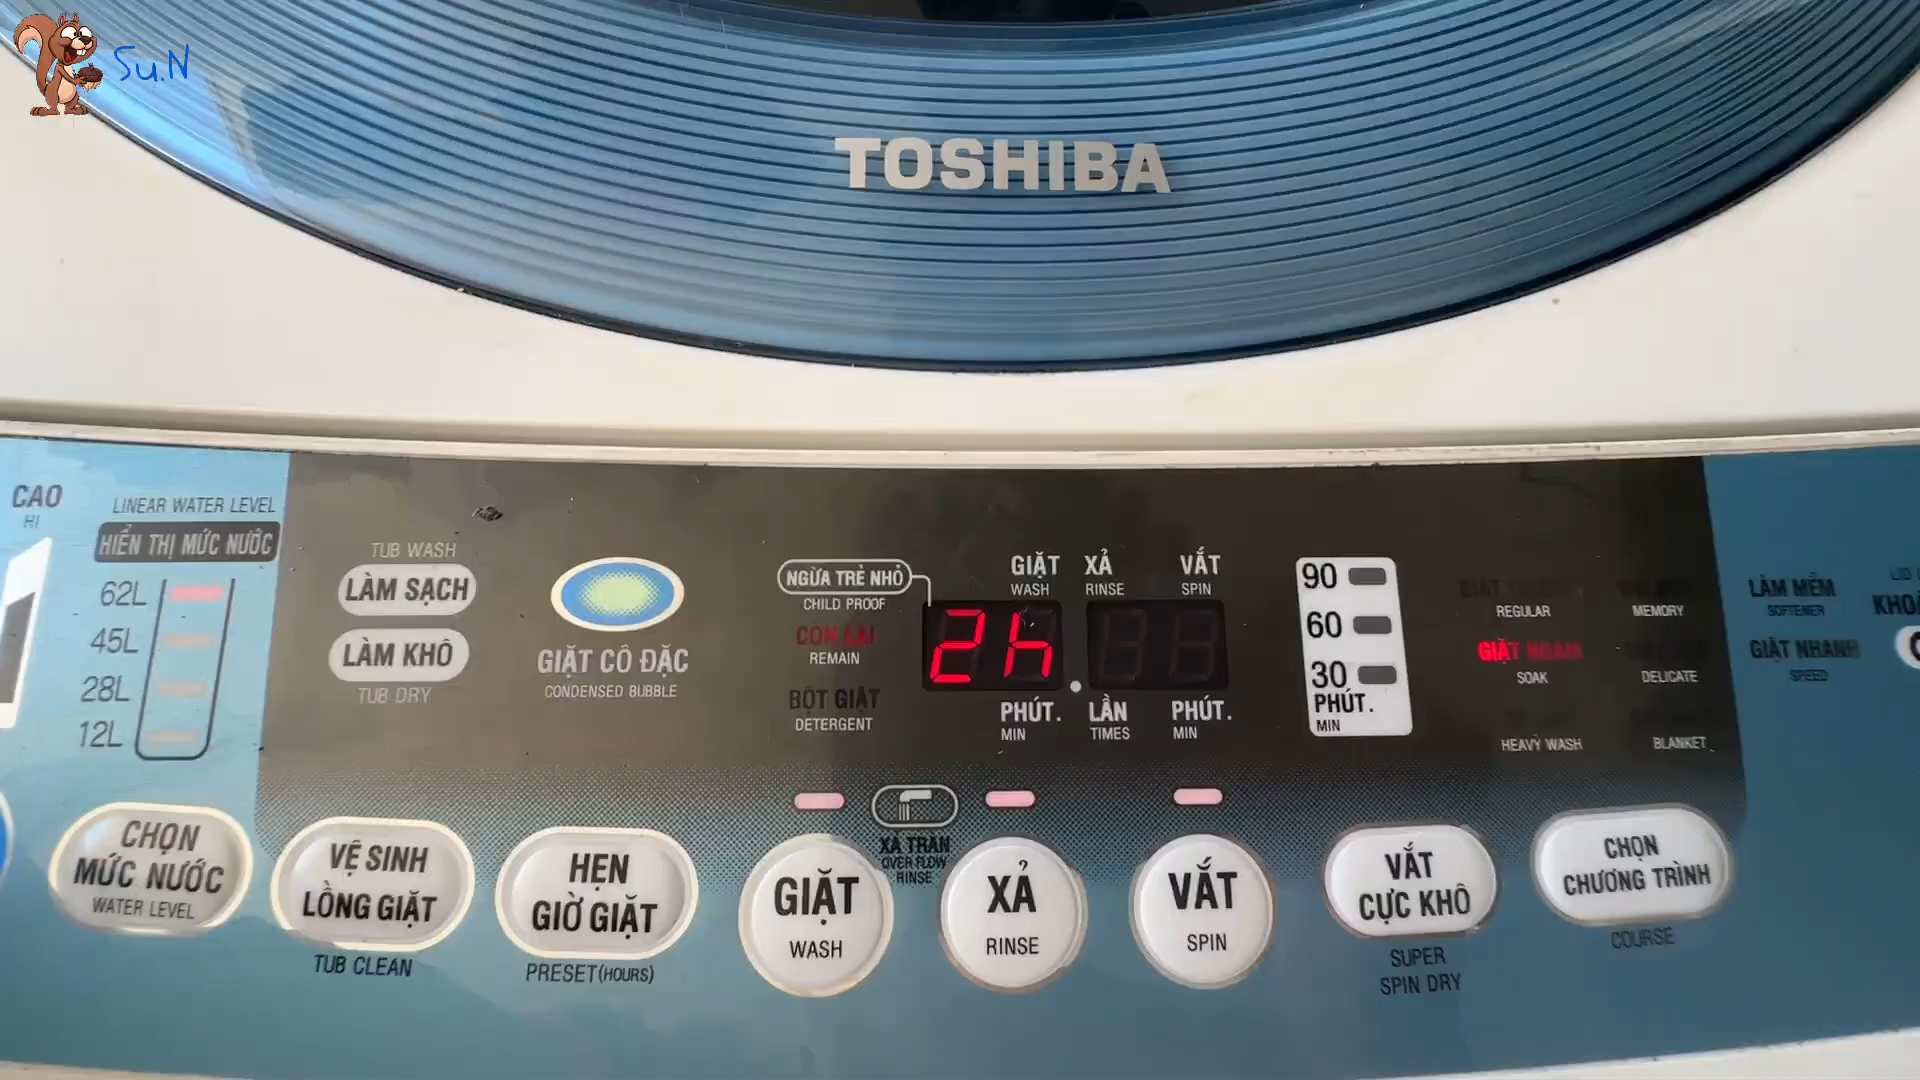 Su.N
TOSHIBA
CAO
HI
LINEAR WATER LEVEL
HIỂN THỊ MỨC NƯỚC
62L
45L
28L
12L
TUB WASH
LÀM SẠCH
LÀM KHÔ
TUB DRY
GIẶT CÔ ĐẶC
CONDENSED BUBBLE
NGỪA TRẺ NHỎ
CHILD PROOF
CÒN LẠI
REMAIN
BỘT GIẶT
DETERGENT
GIẶT XẢ VẮT
WASH RINSE SPIN
2h
PHÚT. LẦN PHÚT.
MIN TIMES MIN
90
60
30
PHÚT.
MIN
REGULAR
MEMORY
GIẶT NGÂM
SOAK
DELICATE
HEAVY WASH
BLANKET
LÀM MỀM
SOFTENER
GIẶT NHANH
SPEED
CHỌN
MỨC NƯỚC
WATER LEVEL
VỆ SINH
LỒNG GIẶT
TUB CLEAN
HẸN
GIỜ GIẶT
PRESET(HOURS)
GIẶT
WASH
XẢ TRÀN
OVER FLOW
RINSE
XẢ
RINSE
VẮT
SPIN
VẮT
CỰC KHÔ
SUPER
SPIN DRY
CHỌN
CHƯƠNG TRÌNH
COURSE